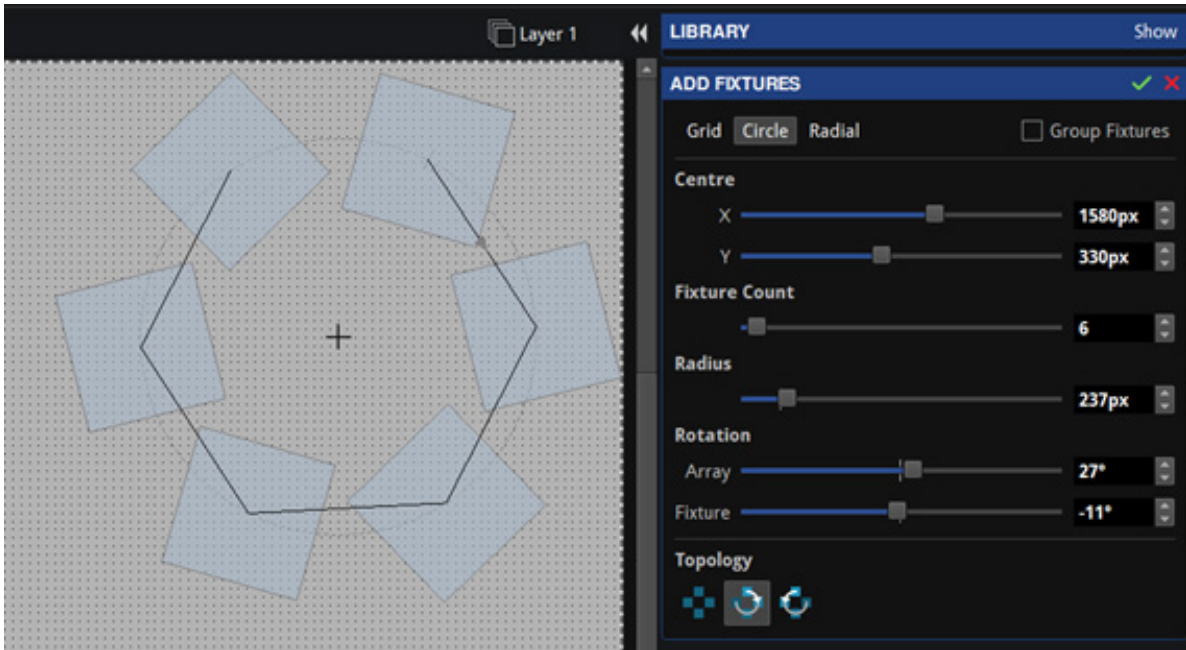 Layer 1
LIBRARY Show
ADD FIXTURES
Grid Circle Radial Group Fixtures
Centre
X 1580px
Y 330px
Fixture Count
6
Radius
237px
Rotation
Array 27°
Fixture -11°
Topology